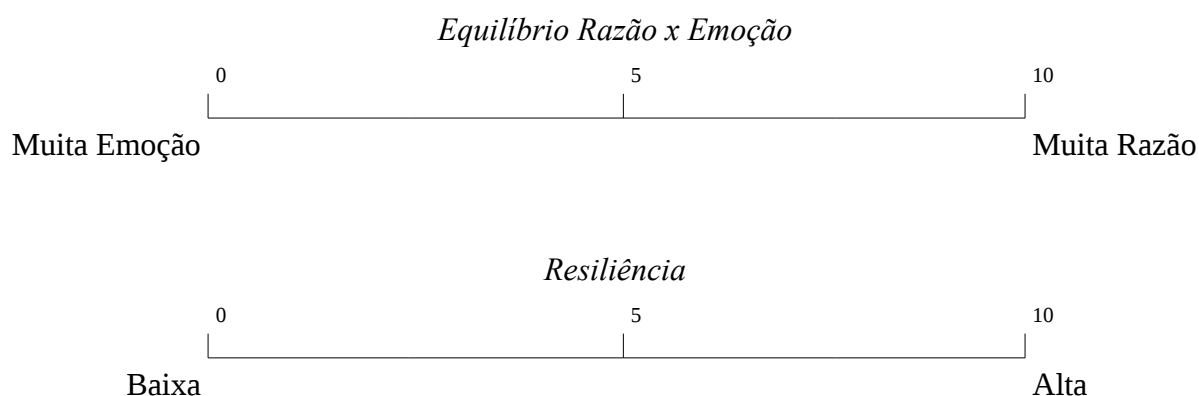 Equilíbrio Razão x Emoção
0 5 10
Muita Emoção Muita Razão
Resiliência
0 5 10
Baixa Alta